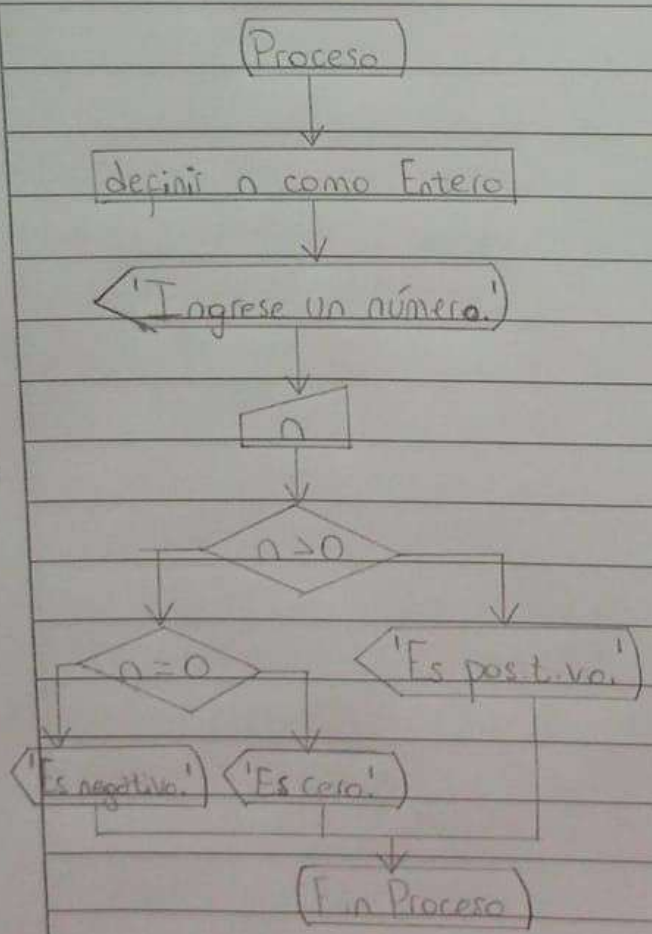 Proceso
definir n como Entero
'Ingrese un número.'
n
n>0
n=0
'Es positivo.'
'Es negativo.' 'Es cero.'
Fin Proceso